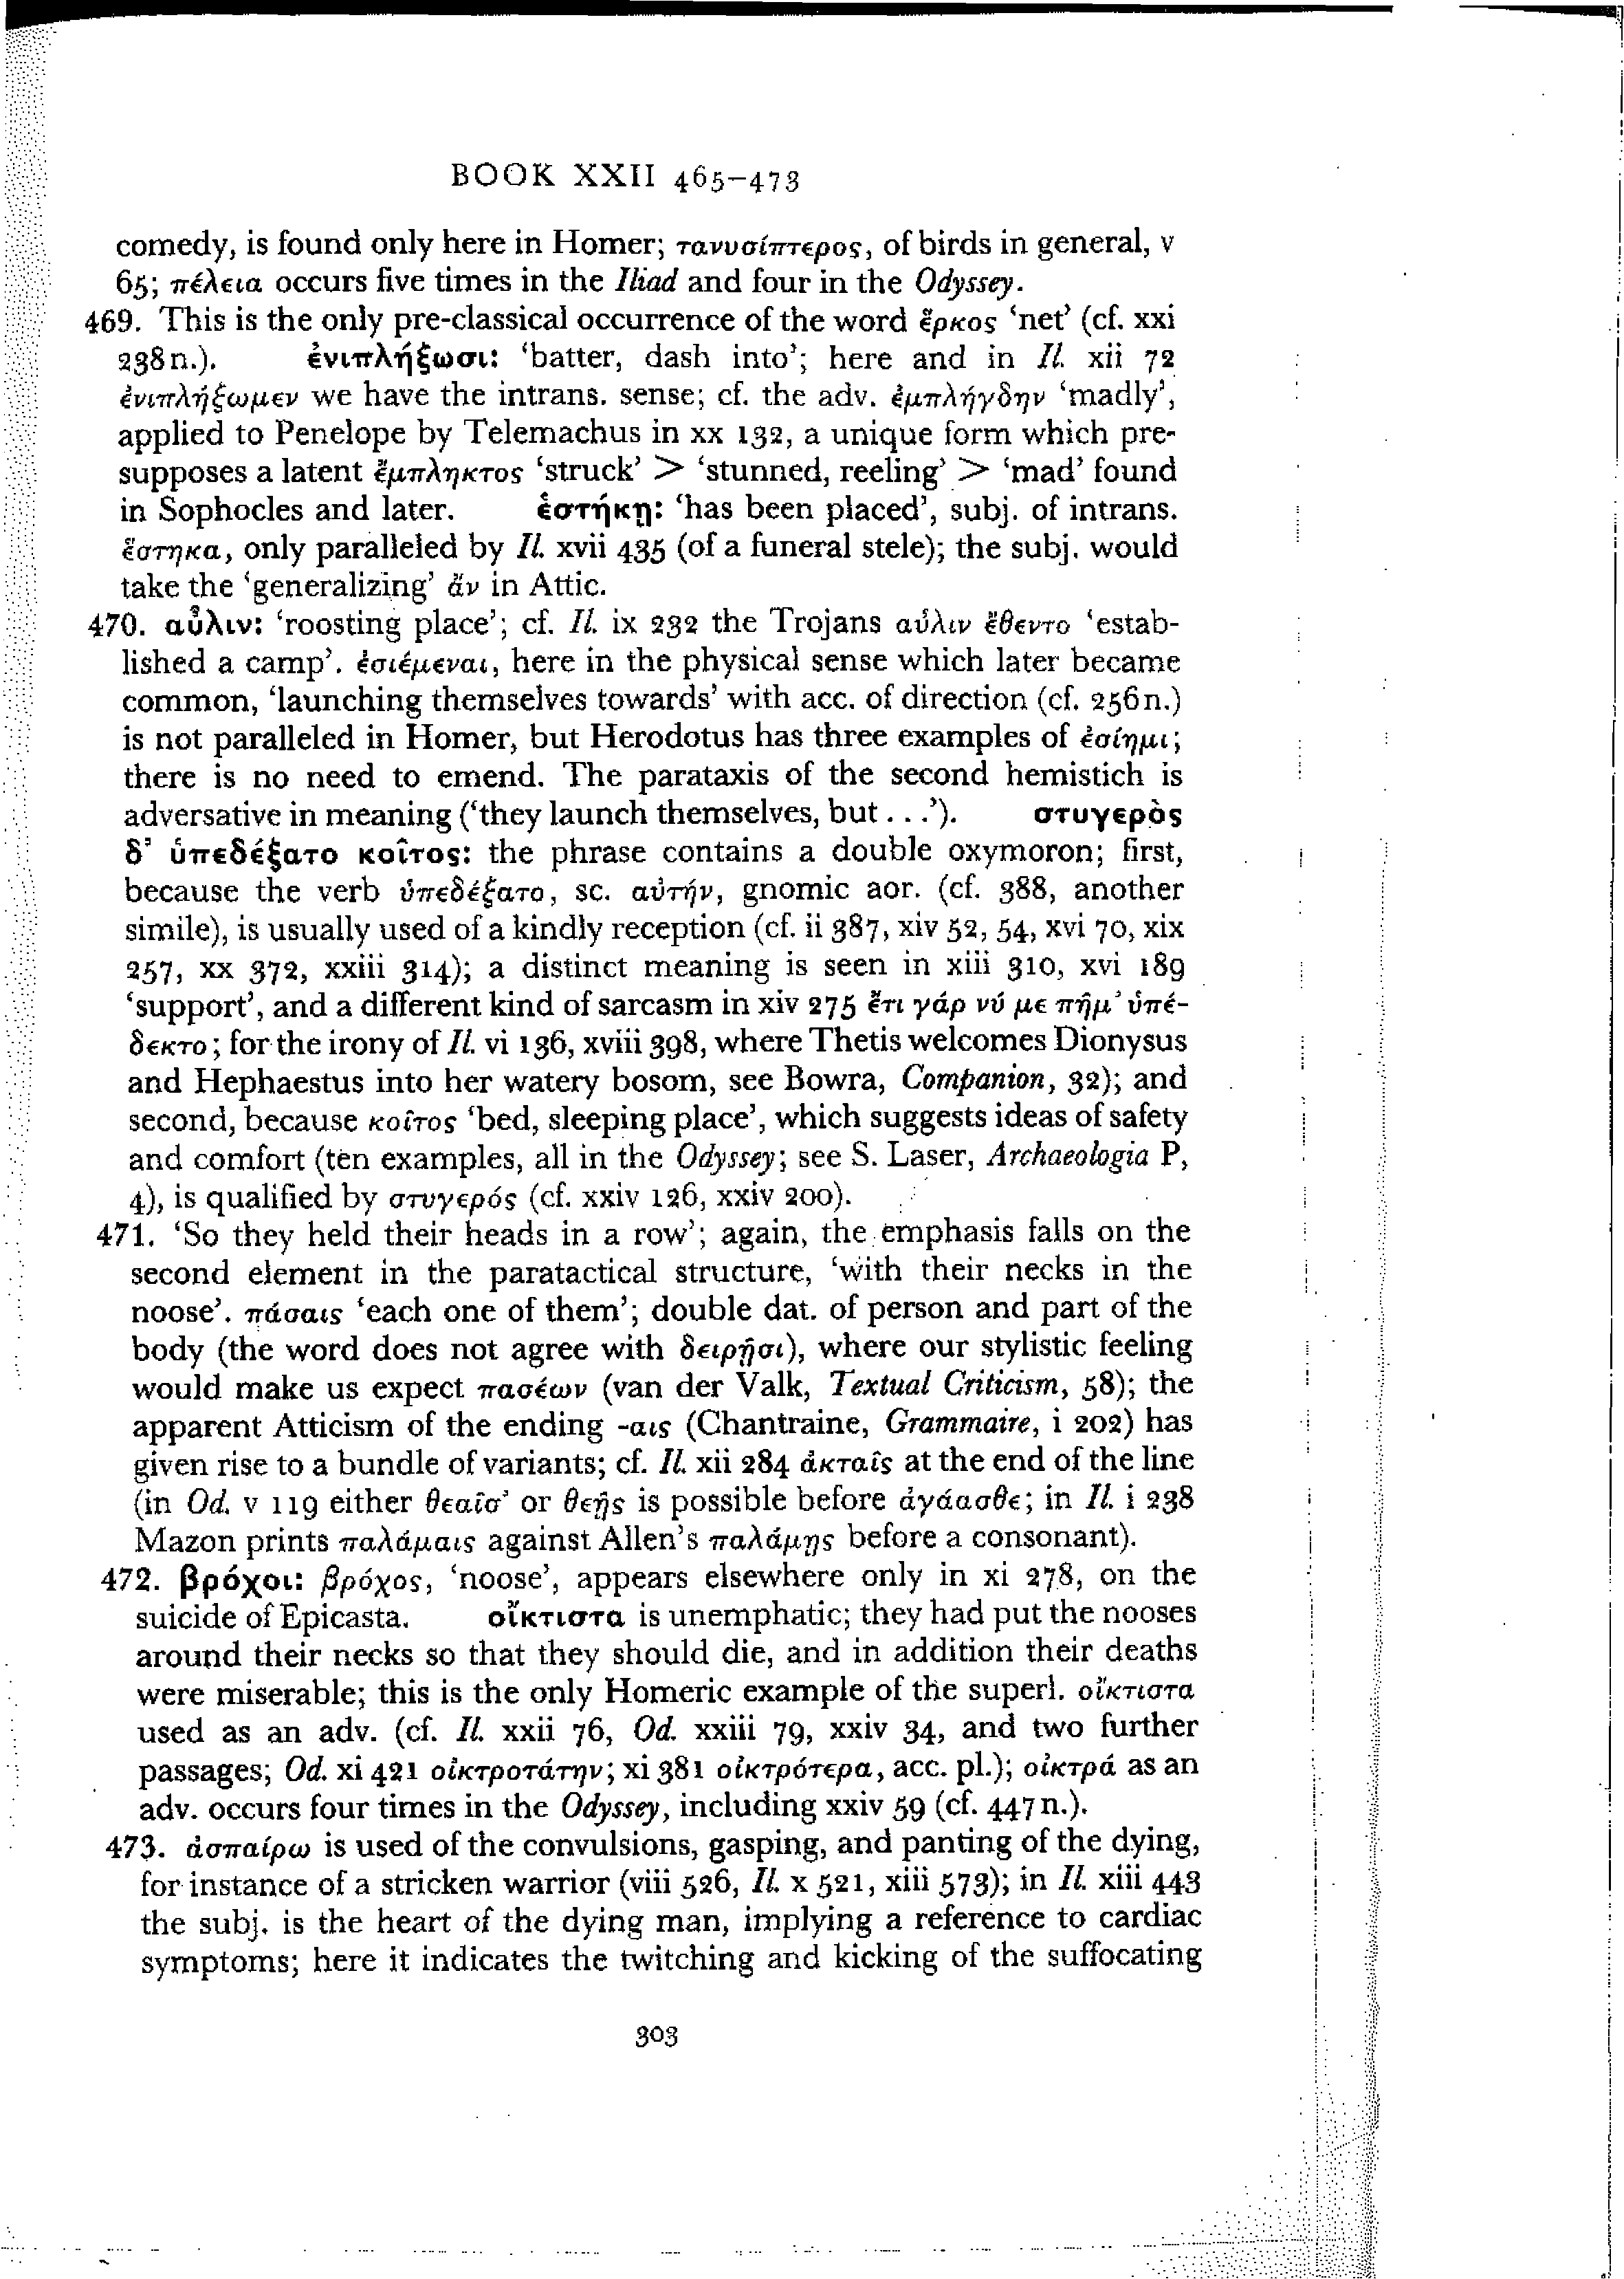 BOOK XXII 465–473
comedy, is found only here in Homer; τανυσίπτερος, of birds in general, v
65; πέλεια occurs five times in the Iliad and four in the Odyssey.
469. This is the only pre-classical occurrence of the word ἕρκος ‘net’ (cf. xxi
238n.). ἐνιπλήξωσι: ‘batter, dash into’; here and in Il. xii 72
ἐνιπλήξωμεν we have the intrans. sense; cf. the adv. ἐμπλήγδην ‘madly’,
applied to Penelope by Telemachus in xx 132, a unique form which pre-
supposes a latent ἔμπληκτος ‘struck’ > ‘stunned, reeling’ > ‘mad’ found
in Sophocles and later. ἑστήκῃ: ‘has been placed’, subj. of intrans.
ἕστηκα, only paralleled by Il. xvii 435 (of a funeral stele); the subj. would
take the ‘generalizing’ ἄν in Attic.
470. αὖλιν: ‘roosting place’; cf. Il. ix 232 the Trojans αὖλιν ἔθεντο ‘estab-
lished a camp’. ἐσιέμεναι, here in the physical sense which later became
common, ‘launching themselves towards’ with acc. of direction (cf. 256n.)
is not paralleled in Homer, but Herodotus has three examples of ἐσίημι;
there is no need to emend. The parataxis of the second hemistich is
adversative in meaning (‘they launch themselves, but . . .’). στυγερὸς
δ’ ὑπεδέξατο κοῖτος: the phrase contains a double oxymoron; first,
because the verb ὑπεδέξατο, sc. αὐτήν, gnomic aor. (cf. 388, another
simile), is usually used of a kindly reception (cf. ii 387, xiv 52, 54, xvi 70, xix
257, xx 372, xxiii 314); a distinct meaning is seen in xiii 310, xvi 189
‘support’, and a different kind of sarcasm in xiv 275 ἔτι γάρ νύ με πῆμ’ ὑπέ-
δεκτο; for the irony of Il. vi 136, xviii 398, where Thetis welcomes Dionysus
and Hephaestus into her watery bosom, see Bowra, Companion, 32); and
second, because κοῖτος ‘bed, sleeping place’, which suggests ideas of safety
and comfort (ten examples, all in the Odyssey; see S. Laser, Archaeologia P,
4), is qualified by στυγερός (cf. xxiv 126, xxiv 200).
471. ‘So they held their heads in a row’; again, the emphasis falls on the
second element in the paratactical structure, ‘with their necks in the
noose’. πάσαις ‘each one of them’; double dat. of person and part of the
body (the word does not agree with δειρῇσι), where our stylistic feeling
would make us expect πασέων (van der Valk, Textual Criticism, 58); the
apparent Atticism of the ending -αις (Chantraine, Grammaire, i 202) has
given rise to a bundle of variants; cf. Il. xii 284 ἀκταῖς at the end of the line
(in Od. v 119 either θεαῖσ’ or θεῇς is possible before ἀγάασθε; in Il. i 238
Mazon prints παλάμαις against Allen’s παλάμῃς before a consonant).
472. βρόχοι: βρόχος, ‘noose’, appears elsewhere only in xi 278, on the
suicide of Epicasta. οἴκτιστα is unemphatic; they had put the nooses
around their necks so that they should die, and in addition their deaths
were miserable; this is the only Homeric example of the superl. οἴκτιστα
used as an adv. (cf. Il. xxii 76, Od. xxiii 79, xxiv 34, and two further
passages; Od. xi 421 οἰκτροτάτην; xi 381 οἰκτρότερα, acc. pl.); οἰκτρά as an
adv. occurs four times in the Odyssey, including xxiv 59 (cf. 447n.).
473. ἀσπαίρω is used of the convulsions, gasping, and panting of the dying,
for instance of a stricken warrior (viii 526, Il. x 521, xiii 573); in Il. xiii 443
the subj. is the heart of the dying man, implying a reference to cardiac
symptoms; here it indicates the twitching and kicking of the suffocating
303